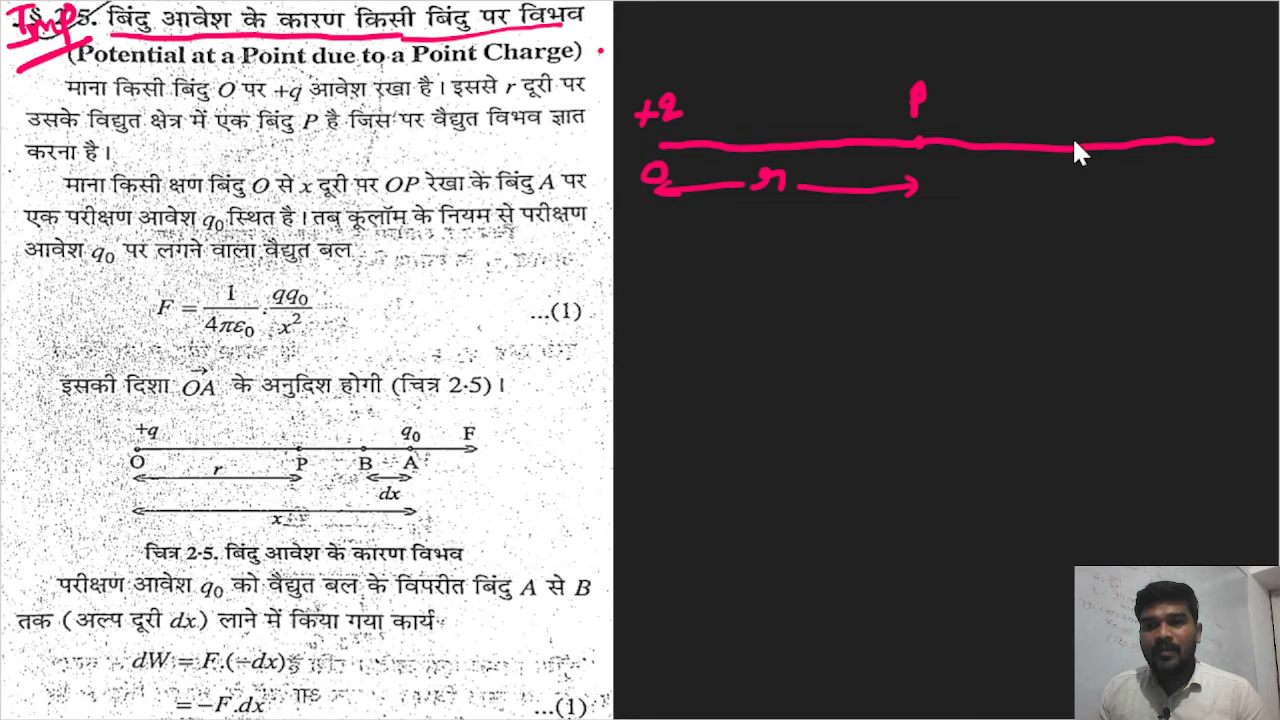 Imp
§ 2·5. बिंदु आवेश के कारण किसी बिंदु पर विभव
(Potential at a Point due to a Point Charge)
माना किसी बिंदु O पर +q आवेश रखा है। इससे r दूरी पर
उसके विद्युत क्षेत्र में एक बिंदु P है जिस पर वैद्युत विभव ज्ञात
करना है।
माना किसी क्षण बिंदु O से x दूरी पर OP रेखा के बिंदु A पर
एक परीक्षण आवेश q₀ स्थित है। तब कूलॉम के नियम से परीक्षण
आवेश q₀ पर लगने वाला वैद्युत बल
F = 1/4πε₀ · qq₀/x² ...(1)
इसकी दिशा OA के अनुदिश होगी (चित्र 2·5)।
+q q₀ F
O r P B A
dx
x
चित्र 2·5. बिंदु आवेश के कारण विभव
परीक्षण आवेश q₀ को वैद्युत बल के विपरीत बिंदु A से B
तक (अल्प दूरी dx) लाने में किया गया कार्य
dW = F.(−dx)
= −F.dx ...(1)
+q P
O r